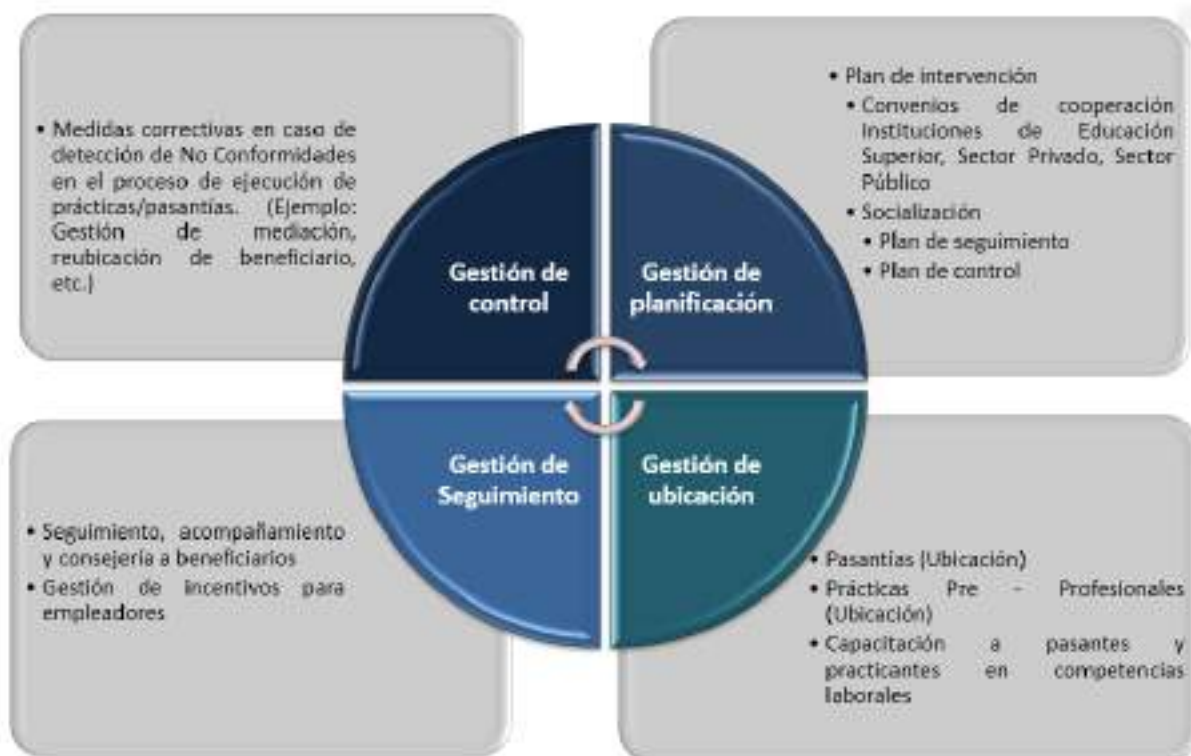 • Medidas correctivas en caso de
detección de No Conformidades
en el proceso de ejecución de
prácticas/pasantías. (Ejemplo:
Gestión de mediación,
reubicación de beneficiario,
etc.)
• Plan de intervención
• Convenios de cooperación
Instituciones de Educación
Superior, Sector Privado, Sector
Público
• Socialización
• Plan de seguimiento
• Plan de control
Gestión de
control
Gestión de
planificación
Gestión de
Seguimiento
Gestión de
ubicación
• Seguimiento, acompañamiento
y consejería a beneficiarios
• Gestión de incentivos para
empleadores
• Pasantías (Ubicación)
• Prácticas Pre - Profesionales
(Ubicación)
• Capacitación a pasantes y
practicantes en competencias
laborales